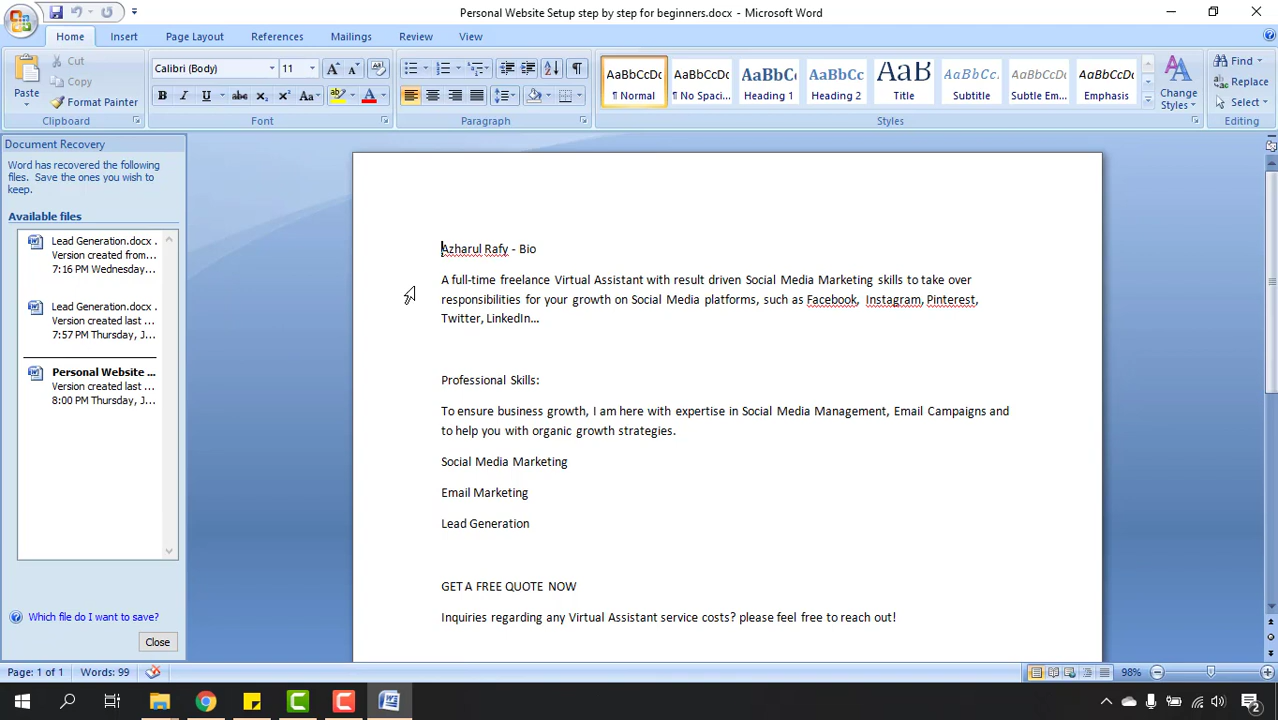 Personal Website Setup step by step for beginners.docx - Microsoft Word
Home Insert Page Layout References Mailings Review View
Paste
Cut
Copy
Format Painter
Clipboard
Calibri (Body) 11
Font
Paragraph
AaBbCcDc AaBbCcDc AaBbC AaBbCc AaB AaBbCc. AaBbCcDc AaBbCcDc
¶ Normal ¶ No Spaci... Heading 1 Heading 2 Title Subtitle Subtle Em... Emphasis
Styles
Change Styles
Find
Replace
Select
Editing
Document Recovery
Word has recovered the following
files. Save the ones you wish to
keep.
Available files
Lead Generation.docx .
Version created from...
7:16 PM Wednesday...
Lead Generation.docx .
Version created last ...
7:57 PM Thursday, J...
Personal Website ...
Version created last ...
8:00 PM Thursday, J...
Which file do I want to save?
Close
Azharul Rafy - Bio
A full-time freelance Virtual Assistant with result driven Social Media Marketing skills to take over
responsibilities for your growth on Social Media platforms, such as Facebook, Instagram, Pinterest,
Twitter, LinkedIn...
Professional Skills:
To ensure business growth, I am here with expertise in Social Media Management, Email Campaigns and
to help you with organic growth strategies.
Social Media Marketing
Email Marketing
Lead Generation
GET A FREE QUOTE NOW
Inquiries regarding any Virtual Assistant service costs? please feel free to reach out!
Page: 1 of 1 Words: 99
98%
2